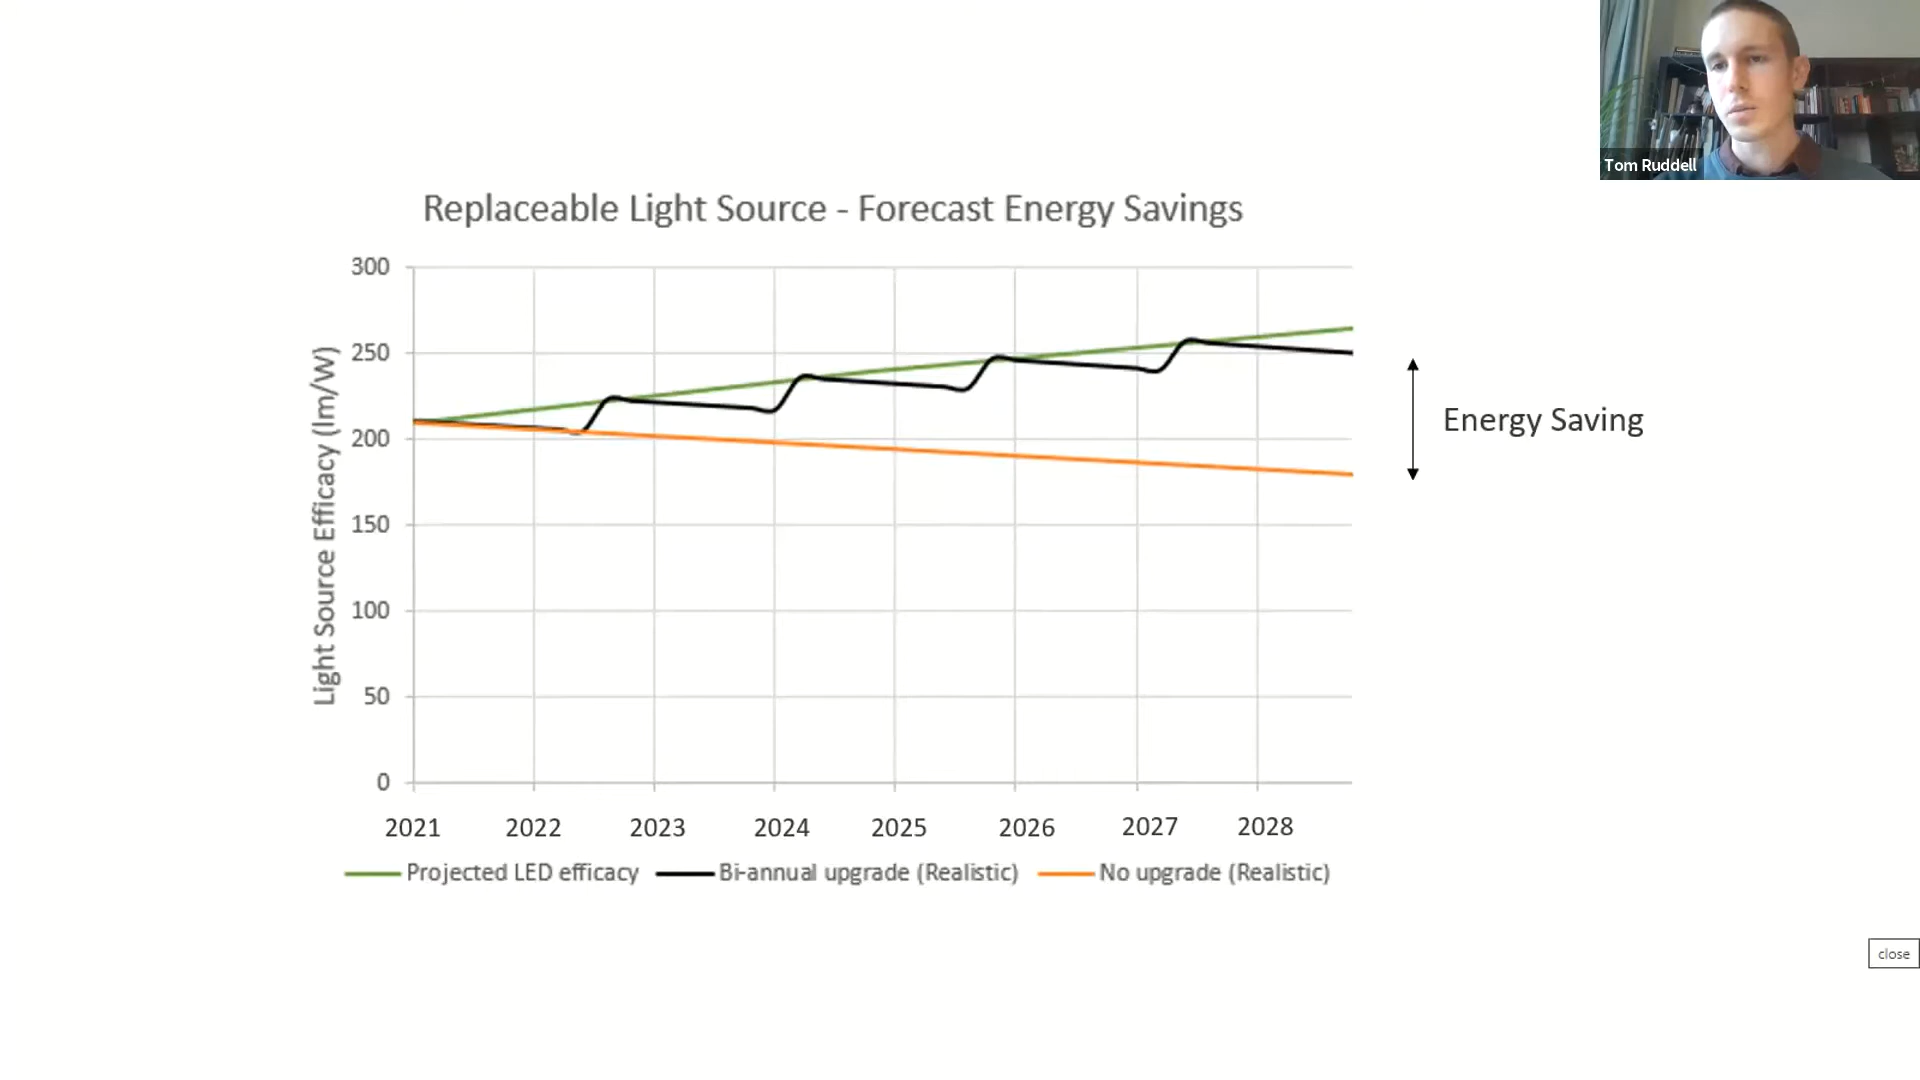 Tom Ruddell
Replaceable Light Source - Forecast Energy Savings
Light Source Efficacy (lm/W)
300
250
200
150
100
50
0
Energy Saving
2021 2022 2023 2024 2025 2026 2027 2028
Projected LED efficacy Bi-annual upgrade (Realistic) No upgrade (Realistic)
close